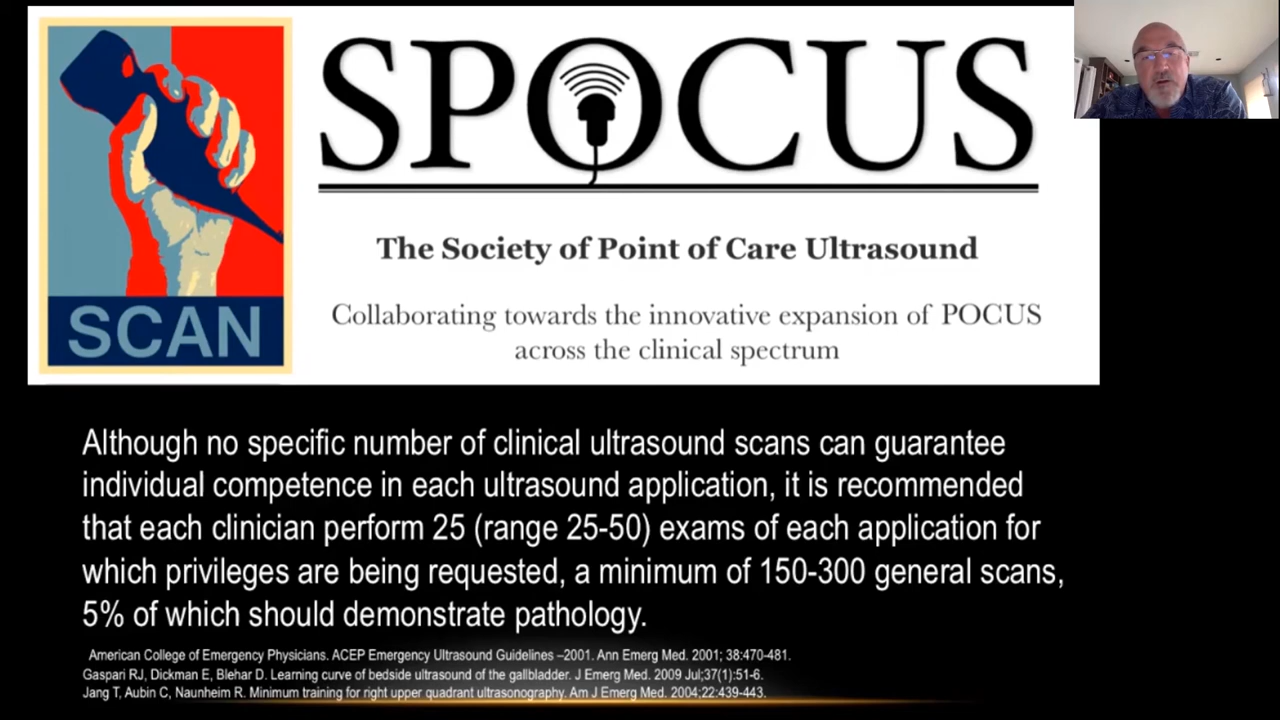 SCAN
SPOCUS
The Society of Point of Care Ultrasound
Collaborating towards the innovative expansion of POCUS
across the clinical spectrum
Although no specific number of clinical ultrasound scans can guarantee
individual competence in each ultrasound application, it is recommended
that each clinician perform 25 (range 25-50) exams of each application for
which privileges are being requested, a minimum of 150-300 general scans,
5% of which should demonstrate pathology.
American College of Emergency Physicians. ACEP Emergency Ultrasound Guidelines –2001. Ann Emerg Med. 2001; 38:470-481.
Gaspari RJ, Dickman E, Blehar D. Learning curve of bedside ultrasound of the gallbladder. J Emerg Med. 2009 Jul;37(1):51-6.
Jang T, Aubin C, Naunheim R. Minimum training for right upper quadrant ultrasonography. Am J Emerg Med. 2004;22:439-443.